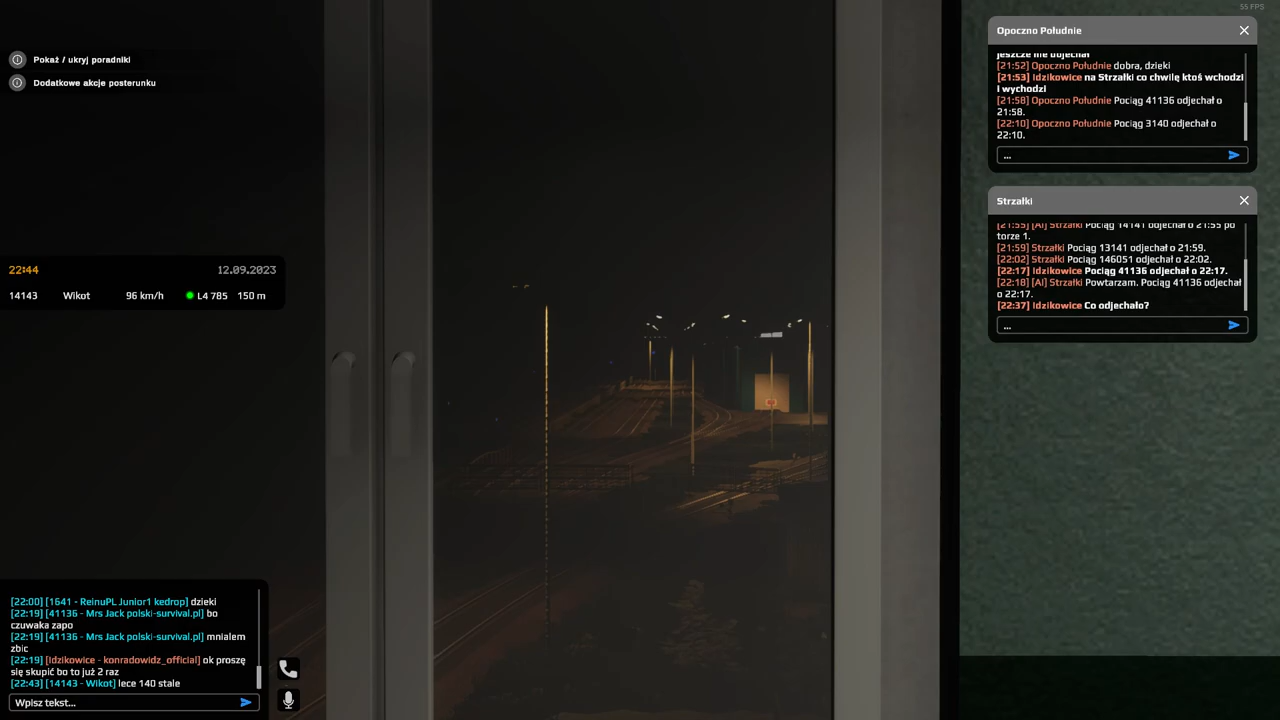 55 FPS
Pokaż / ukryj poradniki
Dodatkowe akcje posterunku
22:44 12.09.2023
14143 Wikot 96 km/h L4 785 150 m
[22:00] [1641 - ReinuPL Junior1 kedrop] dzieki
[22:19] [41136 - Mrs Jack polski-survival.pl] bo
czuwaka zapo
[22:19] [41136 - Mrs Jack polski-survival.pl] mnialem
zbic
[22:19] [Idzikowice - konradowidz_official] ok proszę
się skupić bo to już 2 raz
[22:43] [14143 - Wikot] lece 140 stale
Wpisz tekst...
Opoczno Południe
jeszcze nie odjechał
[21:52] Opoczno Południe dobra, dzieki
[21:53] Idzikowice na Strzałki co chwilę ktoś wchodzi
i wychodzi
[21:58] Opoczno Południe Pociąg 41136 odjechał o
21:58.
[22:10] Opoczno Południe Pociąg 3140 odjechał o
22:10.
...
Strzałki
[21:55] [AI] Strzałki Pociąg 14141 odjechał o 21:55 po
torze 1.
[21:59] Strzałki Pociąg 13141 odjechał o 21:59.
[22:02] Strzałki Pociąg 146051 odjechał o 22:02.
[22:17] Idzikowice Pociąg 41136 odjechał o 22:17.
[22:18] [AI] Strzałki Powtarzam. Pociąg 41136 odjechał
o 22:17.
[22:37] Idzikowice Co odjechało?
...